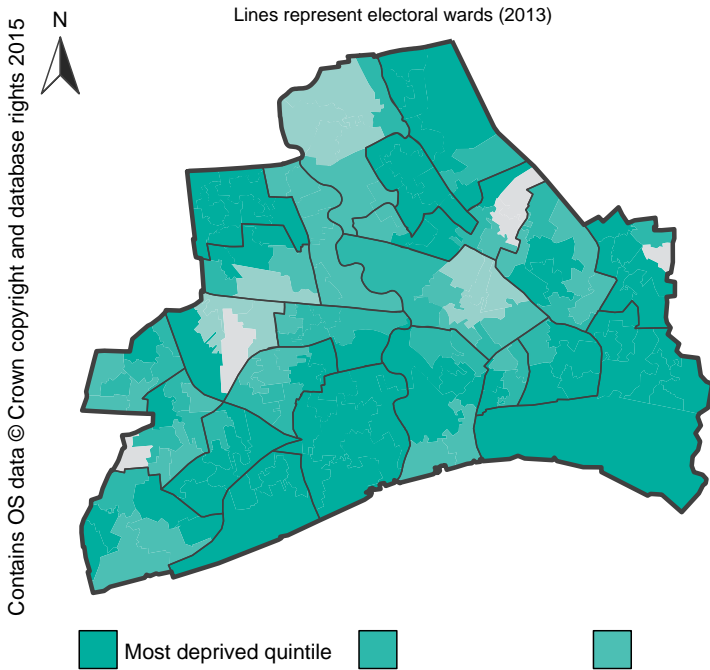 Lines represent electoral wards (2013)
N
Contains OS data © Crown copyright and database rights 2015
Most deprived quintile